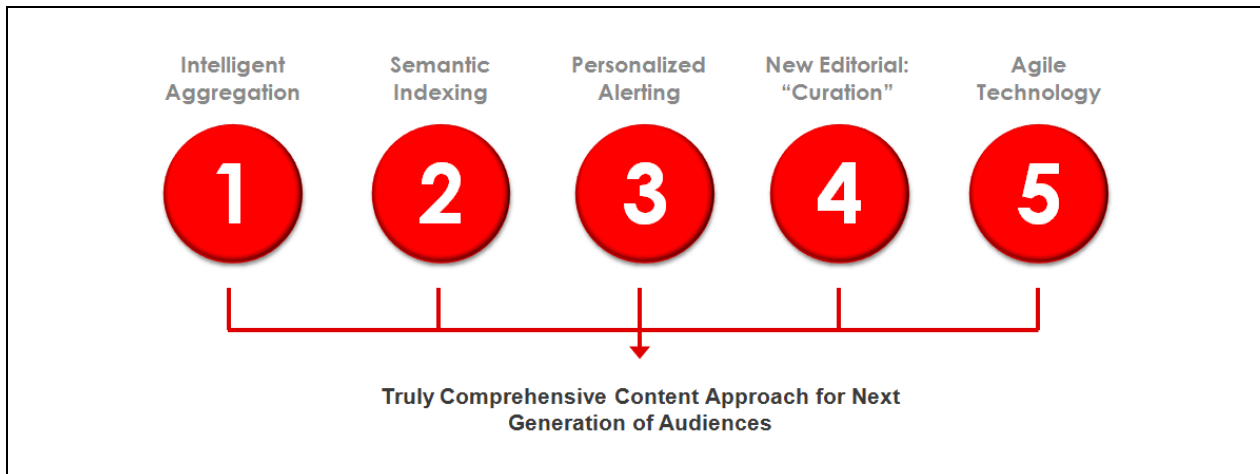 Intelligent
Aggregation
Semantic
Indexing
Personalized
Alerting
New Editorial:
“Curation”
Agile
Technology
1
2
3
4
5
Truly Comprehensive Content Approach for Next
Generation of Audiences